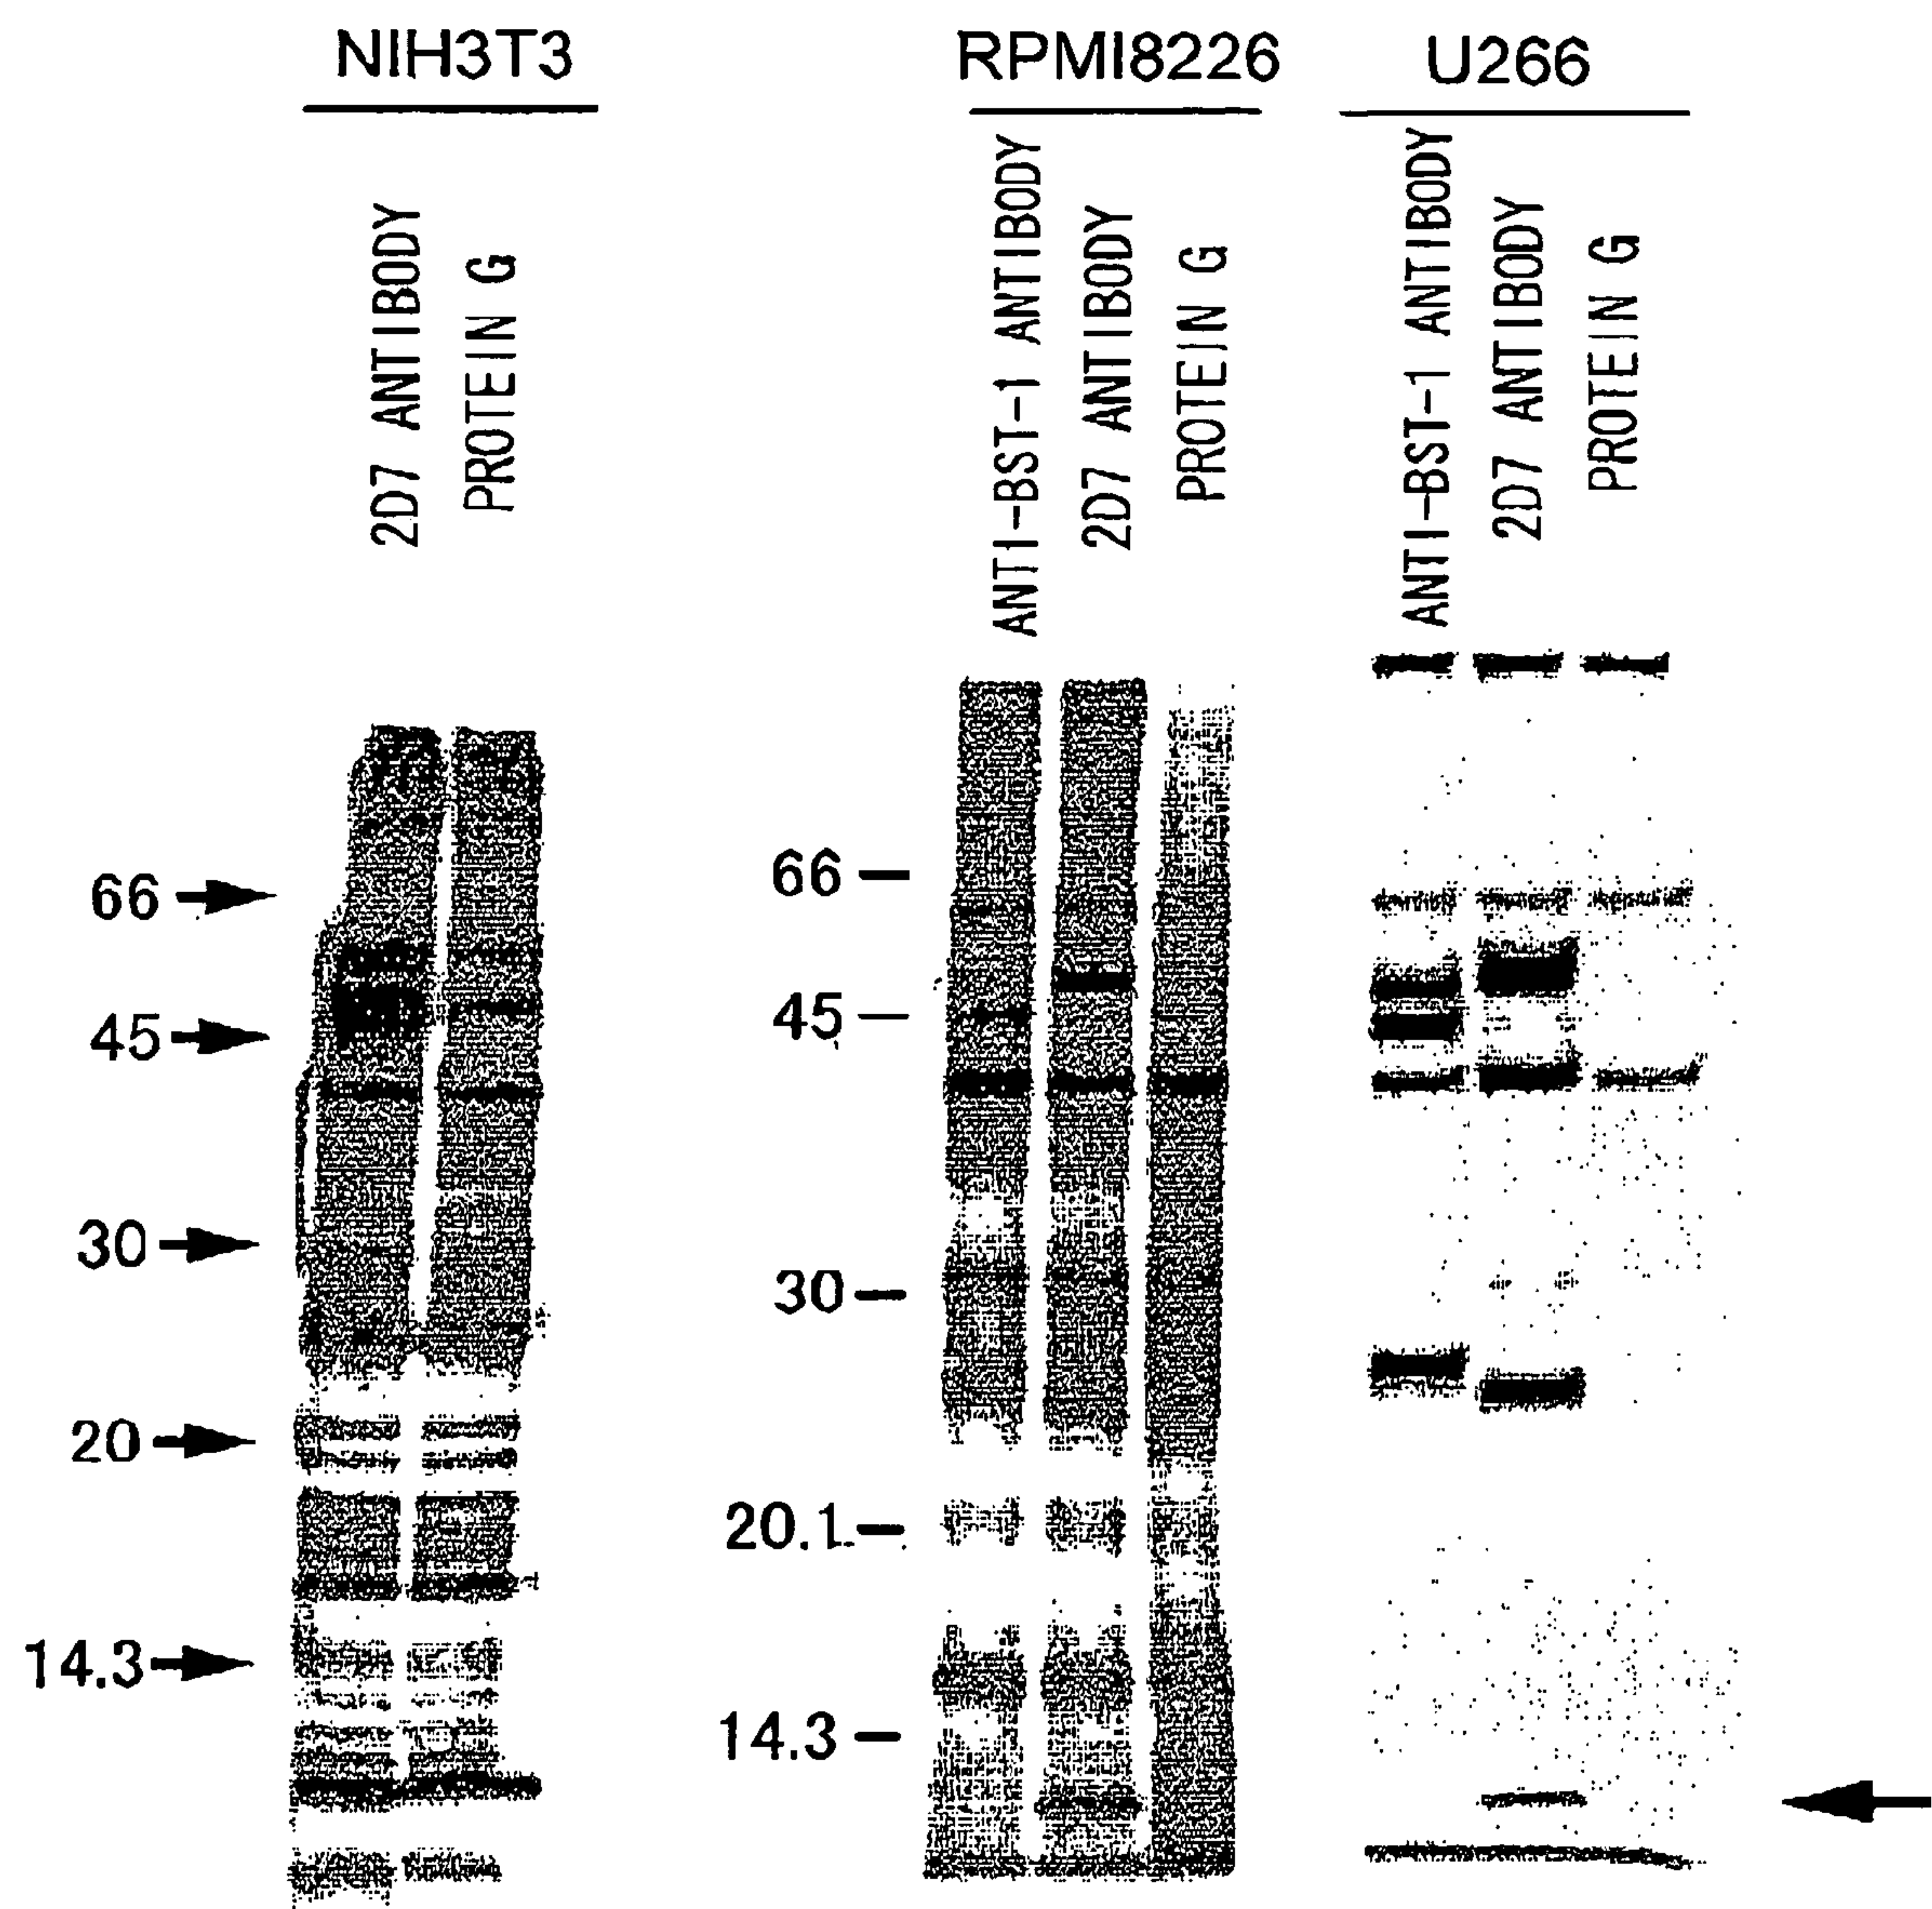 NIH3T3
RPMI8226
U266
2D7 ANTIBODY
PROTEIN G
ANTI-BST-1 ANTIBODY
2D7 ANTIBODY
PROTEIN G
ANTI-BST-1 ANTIBODY
2D7 ANTIBODY
PROTEIN G
66
45
30
20
14.3
66
45
30
20.1
14.3